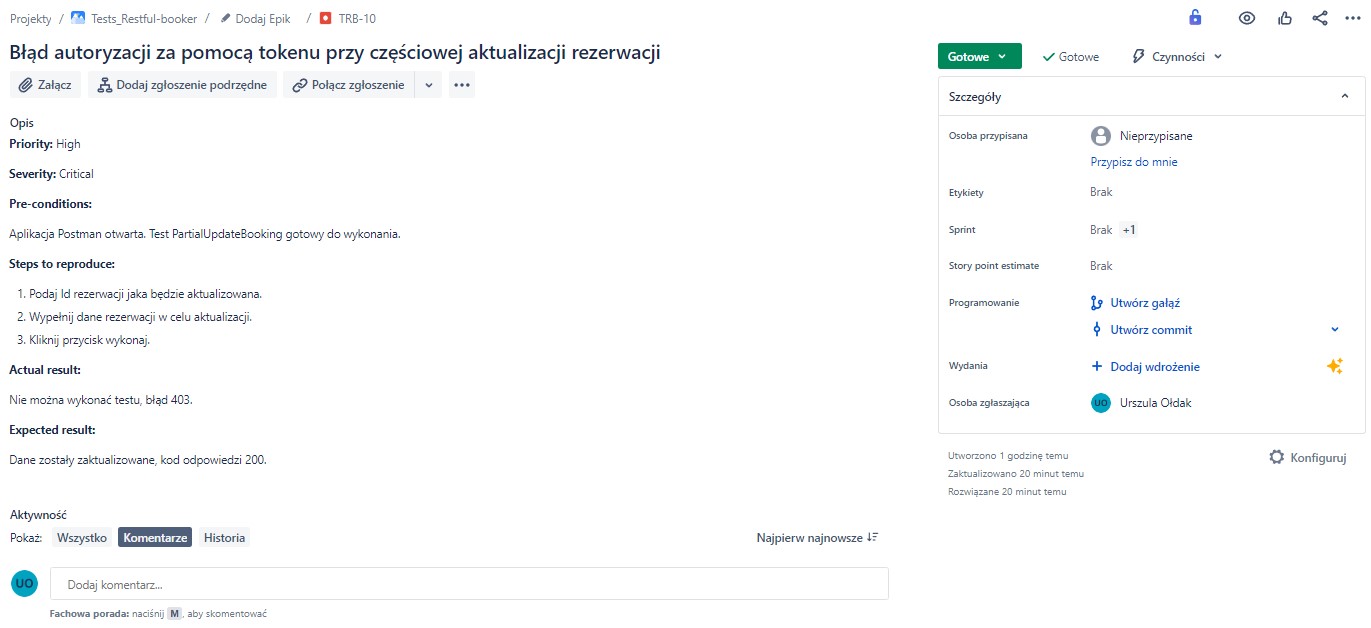 Projekty / Tests_Restful-booker / Dodaj Epik / TRB-10
Błąd autoryzacji za pomocą tokenu przy częściowej aktualizacji rezerwacji
Załącz Dodaj zgłoszenie podrzędne Połącz zgłoszenie
Opis
Priority: High
Severity: Critical
Pre-conditions:
Aplikacja Postman otwarta. Test PartialUpdateBooking gotowy do wykonania.
Steps to reproduce:
1. Podaj Id rezerwacji jaka będzie aktualizowana.
2. Wypełnij dane rezerwacji w celu aktualizacji.
3. Kliknij przycisk wykonaj.
Actual result:
Nie można wykonać testu, błąd 403.
Expected result:
Dane zostały zaktualizowane, kod odpowiedzi 200.
Aktywność
Pokaż: Wszystko Komentarze Historia Najpierw najnowsze
UO Dodaj komentarz...
Fachowa porada: naciśnij M, aby skomentować
Gotowe Gotowe Czynności
Szczegóły
Osoba przypisana Nieprzypisane
Przypisz do mnie
Etykiety Brak
Sprint Brak +1
Story point estimate Brak
Programowanie Utwórz gałąź
Utwórz commit
Wydania Dodaj wdrożenie
Osoba zgłaszająca UO Urszula Ołdak
Utworzono 1 godzinę temu Konfiguruj
Zaktualizowano 20 minut temu
Rozwiązane 20 minut temu